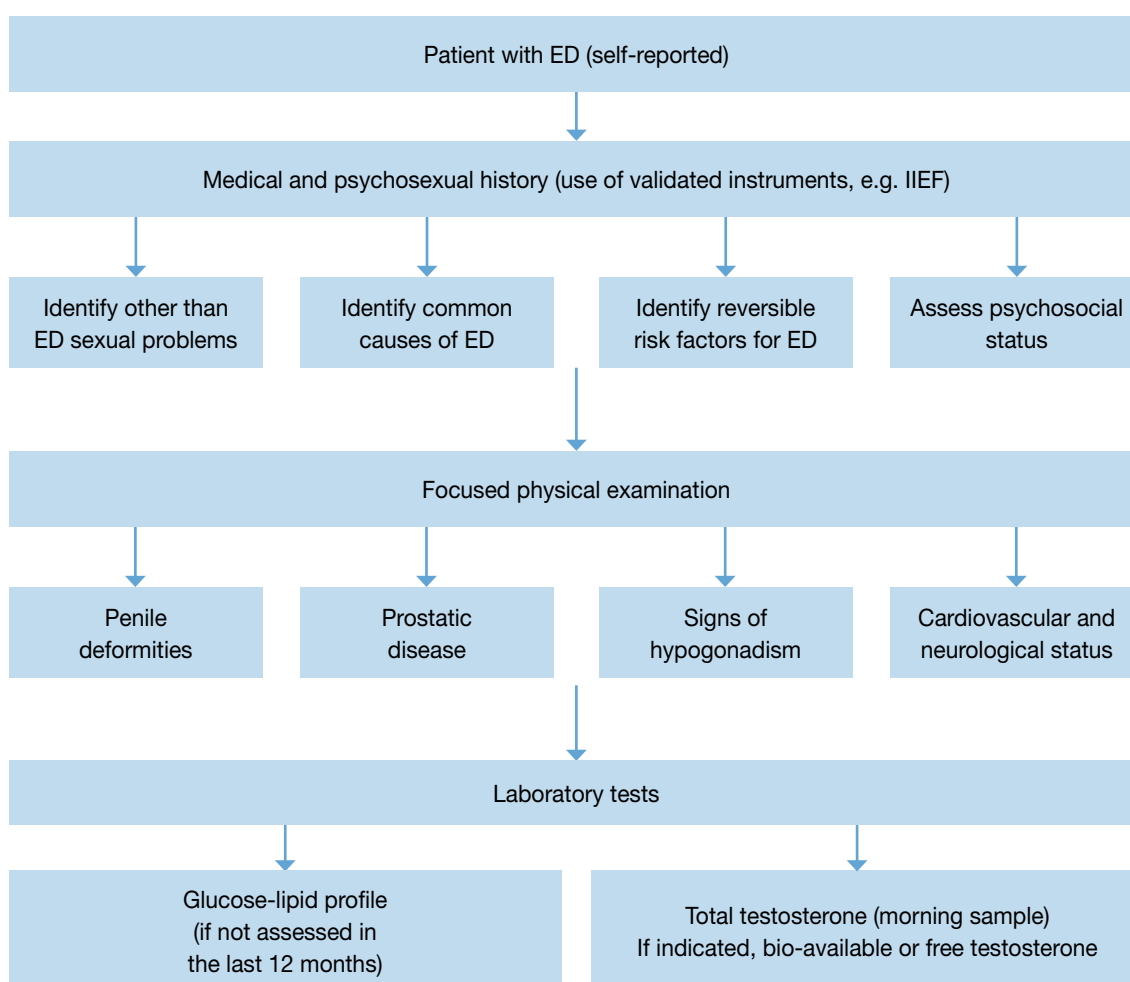 Patient with ED (self-reported)
Medical and psychosexual history (use of validated instruments, e.g. IIEF)
Identify other than
ED sexual problems
Identify common
causes of ED
Identify reversible
risk factors for ED
Assess psychosocial
status
Focused physical examination
Penile
deformities
Prostatic
disease
Signs of
hypogonadism
Cardiovascular and
neurological status
Laboratory tests
Glucose-lipid profile
(if not assessed in
the last 12 months)
Total testosterone (morning sample)
If indicated, bio-available or free testosterone